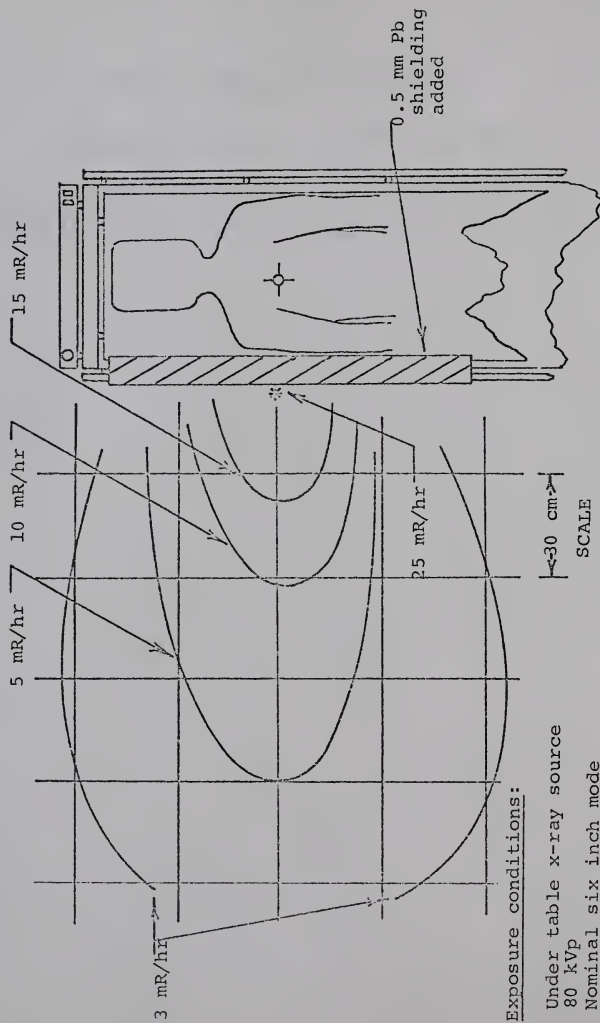 5 mR/hr
10 mR/hr
15 mR/hr
3 mR/hr
25 mR/hr
0.5 mm Pb
shielding
added
<30 cm>
SCALE
Exposure conditions:
Under table x-ray source
80 kVp
Nominal six inch mode